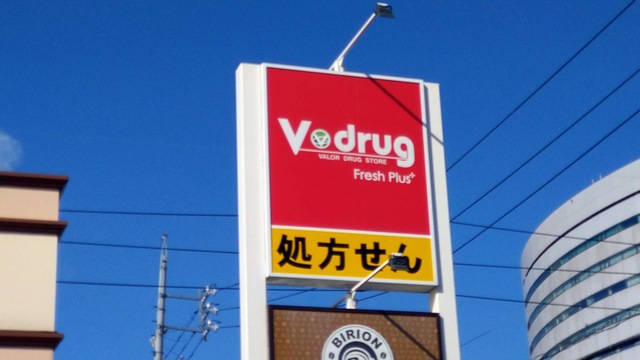 V drug
VALOR DRUG STORE
Fresh Plus+
処方せん
BIRION